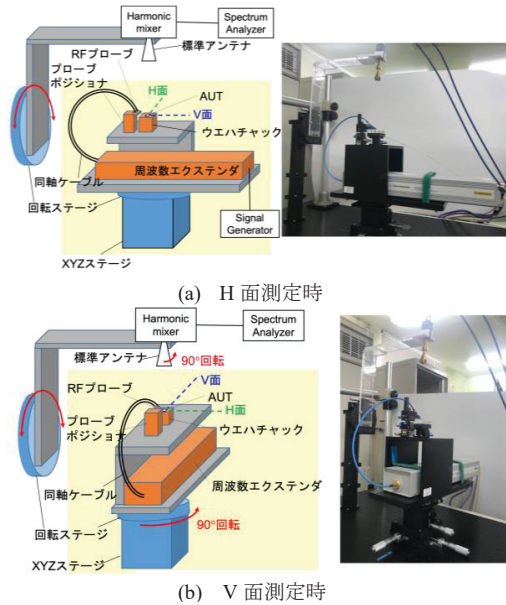 Harmonic
mixer
Spectrum
Analyzer
RFプローブ
標準アンテナ
プローブ
ポジショナ
H面
AUT
V面
ウエハチャック
同軸ケーブル
周波数エクステンダ
回転ステージ
Signal
Generator
XYZステージ
(a) H 面測定時
Harmonic
mixer
Spectrum
Analyzer
標準アンテナ
90°回転
RFプローブ
V面
AUT
H面
プローブ
ポジショナ
ウエハチャック
同軸ケーブル
周波数エクステンダ
回転ステージ
90°回転
XYZステージ
(b) V 面測定時